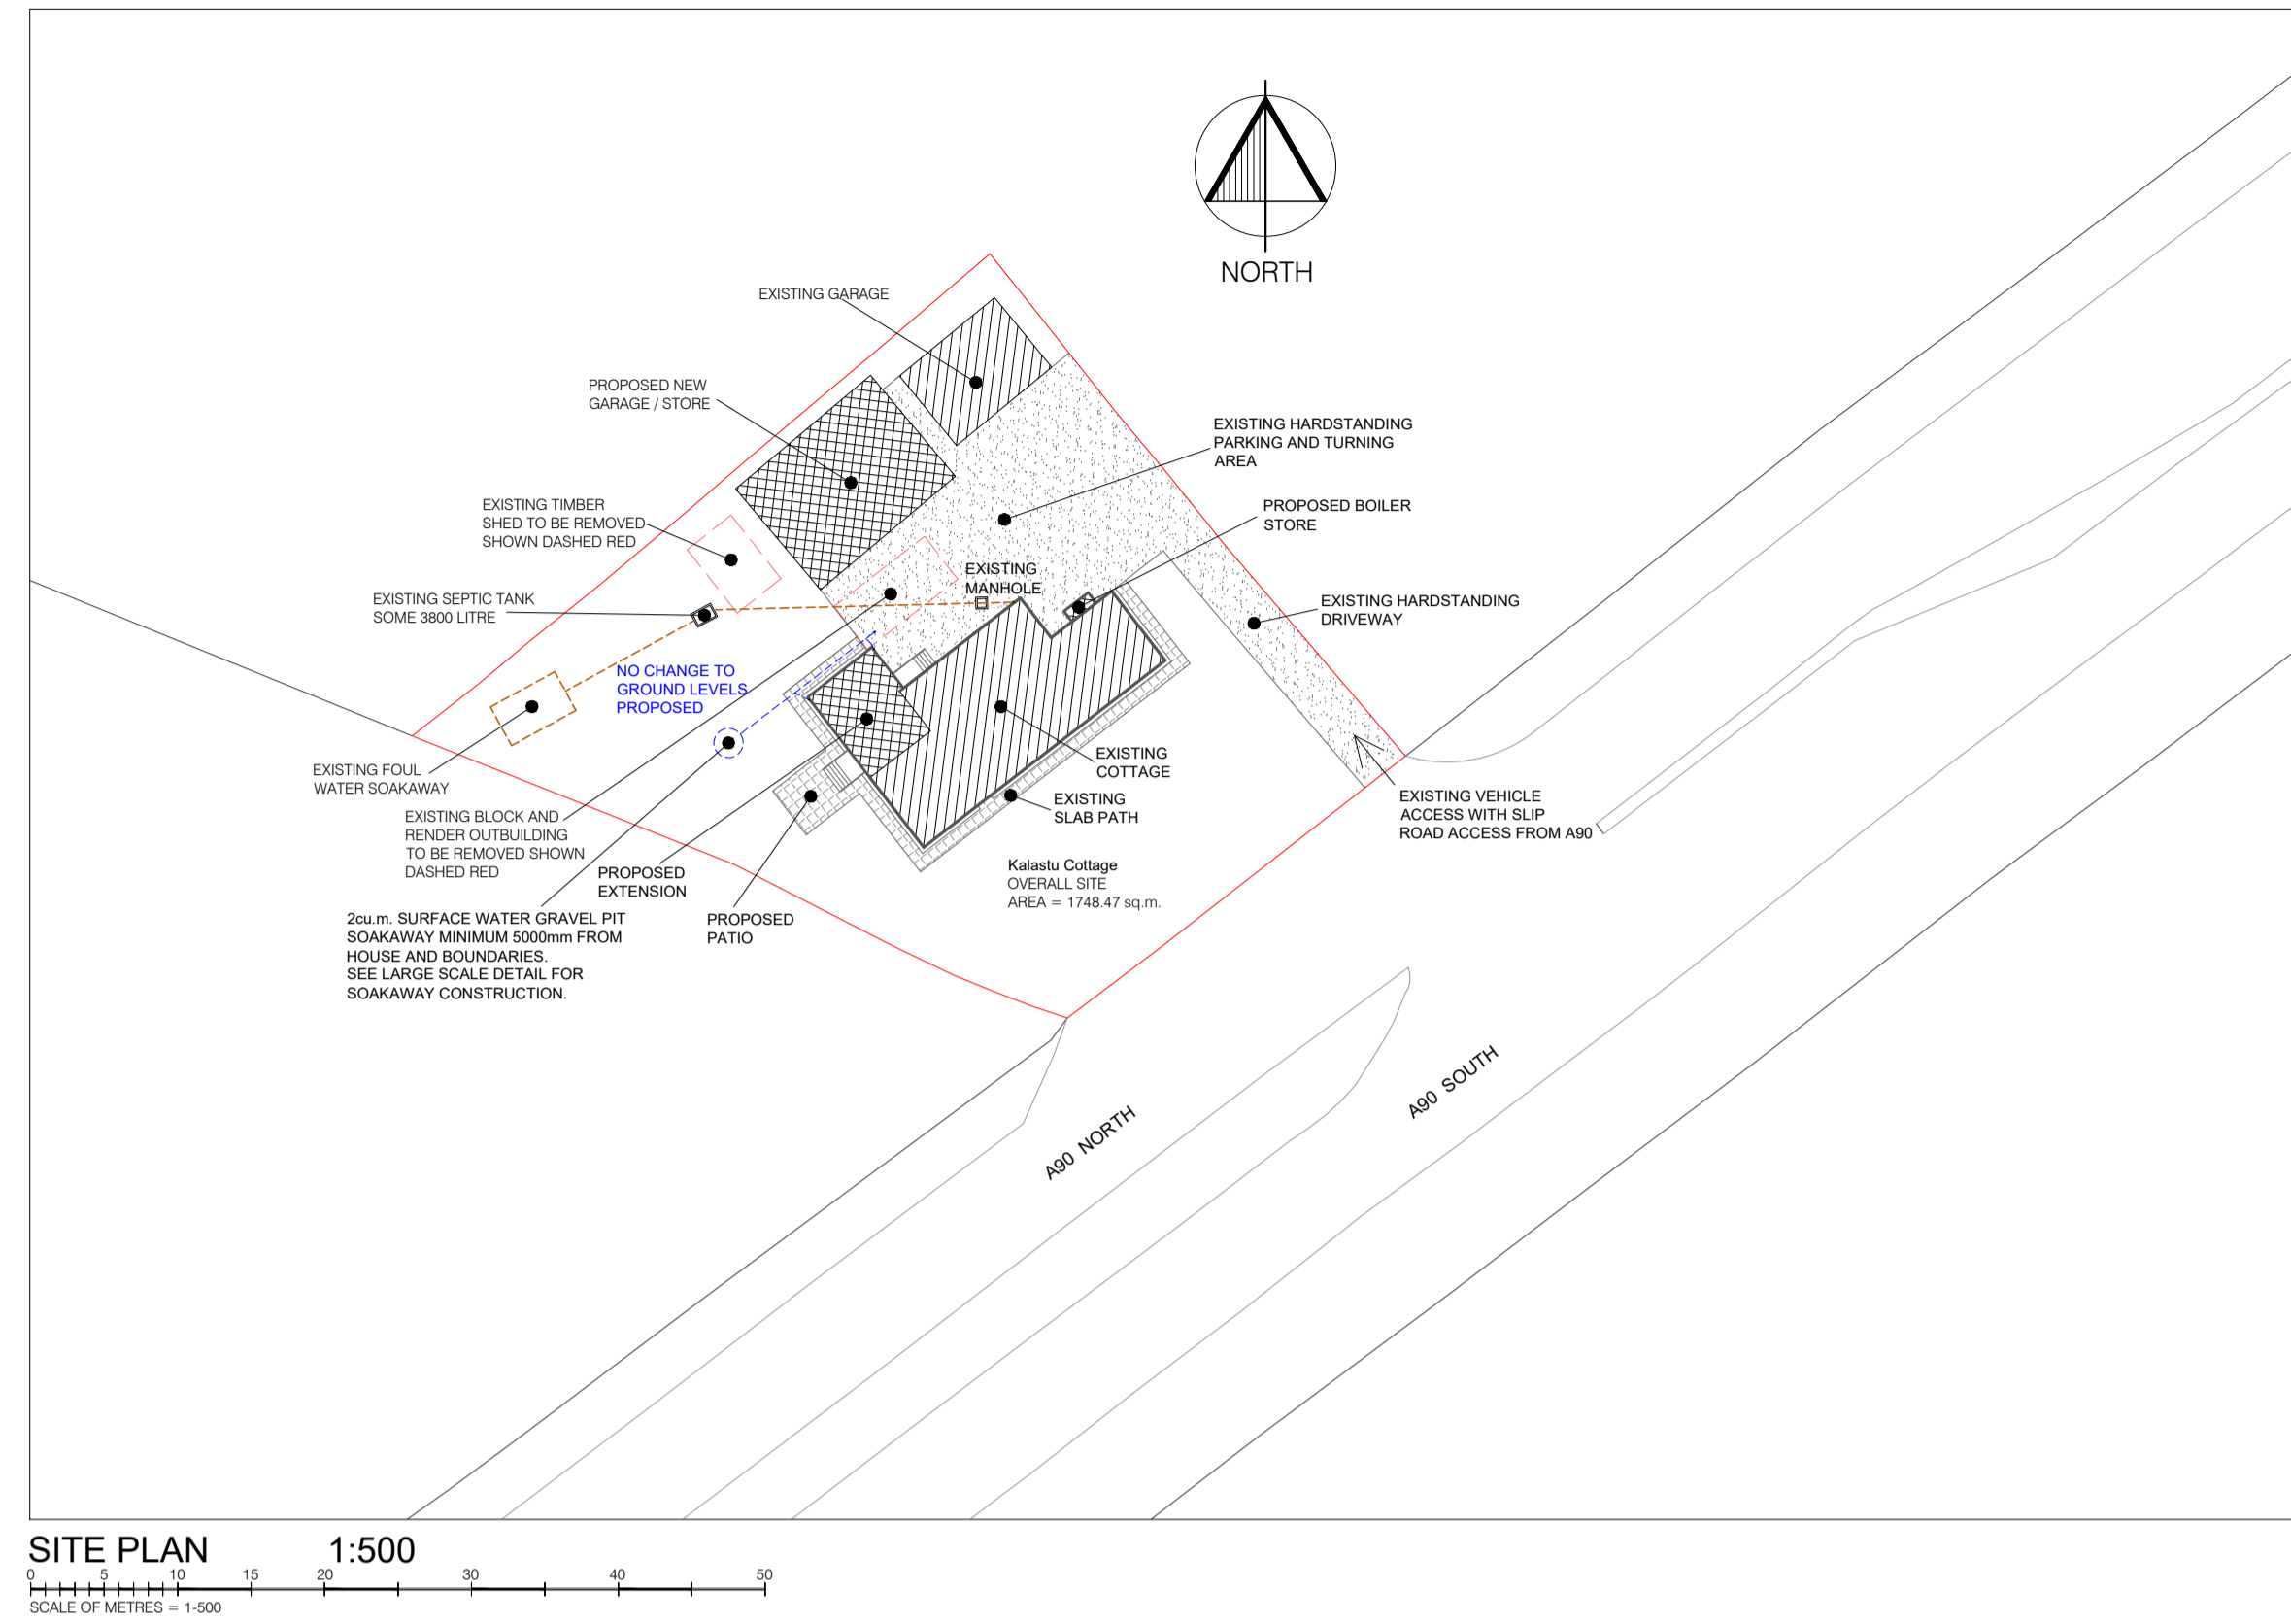 NORTH
EXISTING GARAGE
PROPOSED NEW
GARAGE / STORE
EXISTING HARDSTANDING
PARKING AND TURNING
AREA
EXISTING TIMBER
SHED TO BE REMOVED
SHOWN DASHED RED
PROPOSED BOILER
STORE
EXISTING
MANHOLE
EXISTING SEPTIC TANK
SOME 3800 LITRE
EXISTING HARDSTANDING
DRIVEWAY
NO CHANGE TO
GROUND LEVELS
PROPOSED
EXISTING FOUL
WATER SOAKAWAY
EXISTING
COTTAGE
EXISTING
SLAB PATH
EXISTING VEHICLE
ACCESS WITH SLIP
ROAD ACCESS FROM A90
EXISTING BLOCK AND
RENDER OUTBUILDING
TO BE REMOVED SHOWN
DASHED RED
PROPOSED
EXTENSION
PROPOSED
PATIO
Kalastu Cottage
OVERALL SITE
AREA = 1748.47 sq.m.
2cu.m. SURFACE WATER GRAVEL PIT
SOAKAWAY MINIMUM 5000mm FROM
HOUSE AND BOUNDARIES.
SEE LARGE SCALE DETAIL FOR
SOAKAWAY CONSTRUCTION.
A90 NORTH
A90 SOUTH
SITE PLAN 1:500
0 5 10 15 20 30 40 50
SCALE OF METRES = 1-500